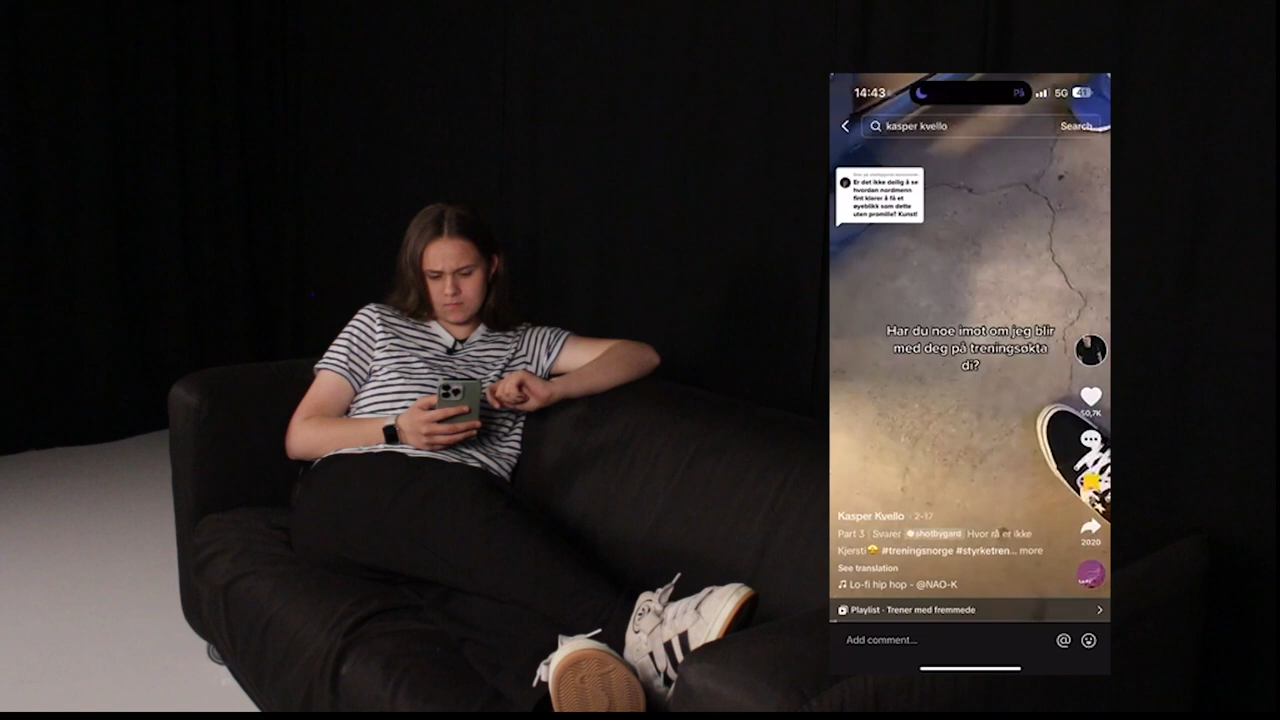 14:43
På
5G
41
kasper kvello
Search
Er det ikke deilig å se
hvordan nordmenn
fint klarer å få et
øyeblikk som dette
uten promille? Kunst!
Har du noe imot om jeg blir
med deg på treningsøkta
di?
50,7K
2020
Kasper Kvello · 2-17
Part 3 | Svarer @shotbygard Hvor rå er ikke
Kjersti😤 #treningsnorge #styrketren... more
See translation
Lo-fi hip hop - @NAO-K
Playlist · Trener med fremmede
Add comment...